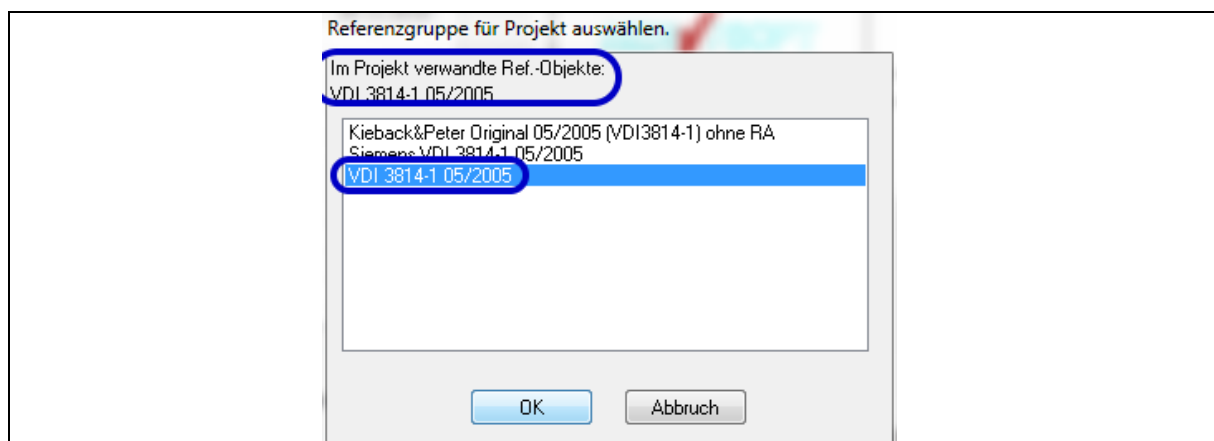 Referenzgruppe für Projekt auswählen.
Im Projekt verwandte Ref.-Objekte:
VDI 3814-1 05/2005
Kieback&Peter Original 05/2005 (VDI3814-1) ohne RA
Siemens VDI 3814-1 05/2005
VDI 3814-1 05/2005
OK
Abbruch